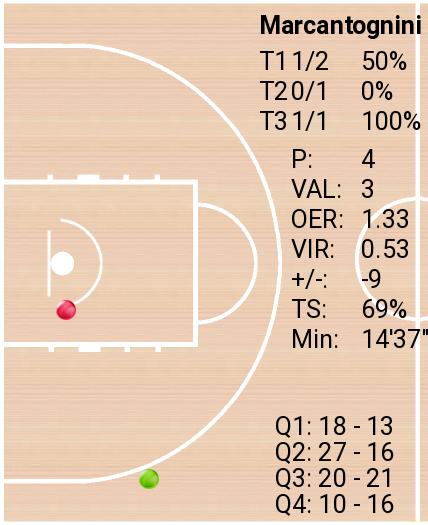 Marcantognini
T1 1/2 50%
T2 0/1 0%
T3 1/1 100%
P: 4
VAL: 3
OER: 1.33
VIR: 0.53
+/-: -9
TS: 69%
Min: 14'37"
Q1: 18 - 13
Q2: 27 - 16
Q3: 20 - 21
Q4: 10 - 16